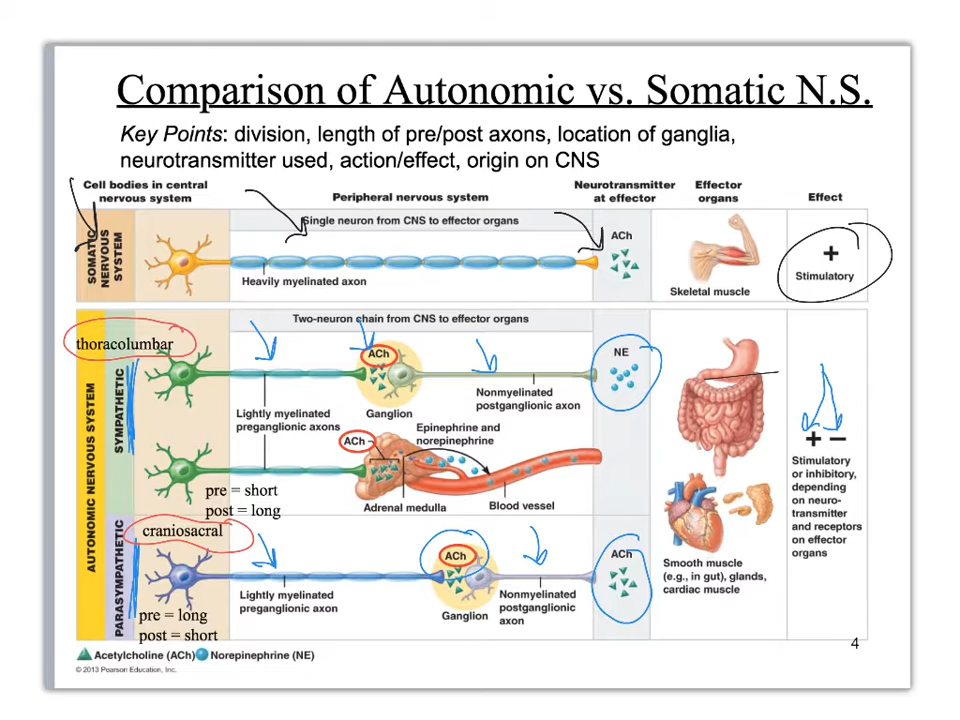 Comparison of Autonomic vs. Somatic N.S.
Key Points: division, length of pre/post axons, location of ganglia,
neurotransmitter used, action/effect, origin on CNS
Cell bodies in central
nervous system
Peripheral nervous system
Neurotransmitter
at effector
Effector
organs
Effect
SOMATIC
NERVOUS
SYSTEM
Single neuron from CNS to effector organs
Heavily myelinated axon
ACh
Skeletal muscle
+
Stimulatory
AUTONOMIC NERVOUS SYSTEM
Two-neuron chain from CNS to effector organs
thoracolumbar
SYMPATHETIC
ACh
NE
Lightly myelinated
preganglionic axons
Ganglion
Nonmyelinated
postganglionic axon
ACh
Epinephrine and
norepinephrine
pre = short
post = long
Adrenal medulla
Blood vessel
+ −
Stimulatory
or inhibitory,
depending
on neuro-
transmitter
and receptors
on effector
organs
craniosacral
PARASYMPATHETIC
ACh
ACh
Lightly myelinated
preganglionic axon
Ganglion
Nonmyelinated
postganglionic
axon
pre = long
post = short
Smooth muscle
(e.g., in gut), glands,
cardiac muscle
4
Acetylcholine (ACh) Norepinephrine (NE)
© 2013 Pearson Education, Inc.